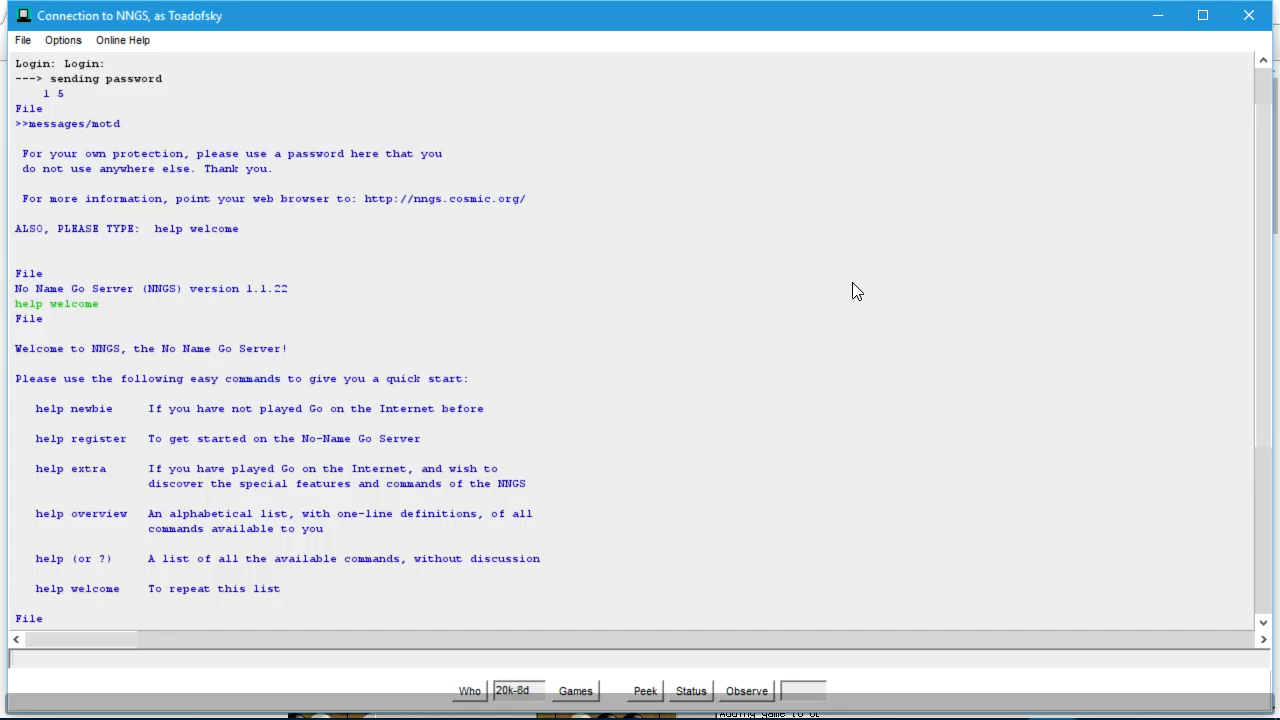 Connection to NNGS, as Toadofsky
File Options Online Help
Login: Login:
---> sending password
1 5
File
>>messages/motd
For your own protection, please use a password here that you
do not use anywhere else. Thank you.
For more information, point your web browser to: http://nngs.cosmic.org/
ALSO, PLEASE TYPE: help welcome
File
No Name Go Server (NNGS) version 1.1.22
help welcome
File
Welcome to NNGS, the No Name Go Server!
Please use the following easy commands to give you a quick start:
help newbie If you have not played Go on the Internet before
help register To get started on the No-Name Go Server
help extra If you have played Go on the Internet, and wish to
discover the special features and commands of the NNGS
help overview An alphabetical list, with one-line definitions, of all
commands available to you
help (or ?) A list of all the available commands, without discussion
help welcome To repeat this list
File
Who 20k-8d Games Peek Status Observe